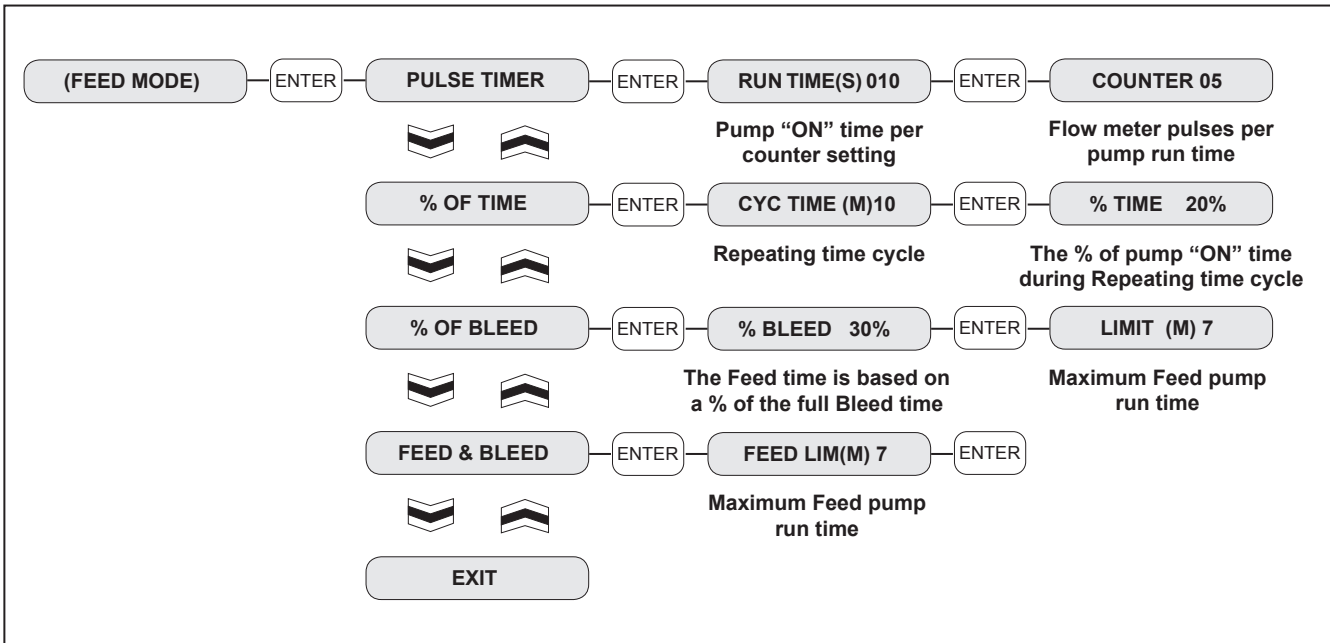 (FEED MODE) ENTER PULSE TIMER ENTER RUN TIME(S) 010 ENTER COUNTER 05
Pump “ON” time per
counter setting
Flow meter pulses per
pump run time
% OF TIME ENTER CYC TIME (M)10 ENTER % TIME 20%
Repeating time cycle
The % of pump “ON” time
during Repeating time cycle
% OF BLEED ENTER % BLEED 30% ENTER LIMIT (M) 7
The Feed time is based on
a % of the full Bleed time
Maximum Feed pump
run time
FEED & BLEED ENTER FEED LIM(M) 7 ENTER
Maximum Feed pump
run time
EXIT